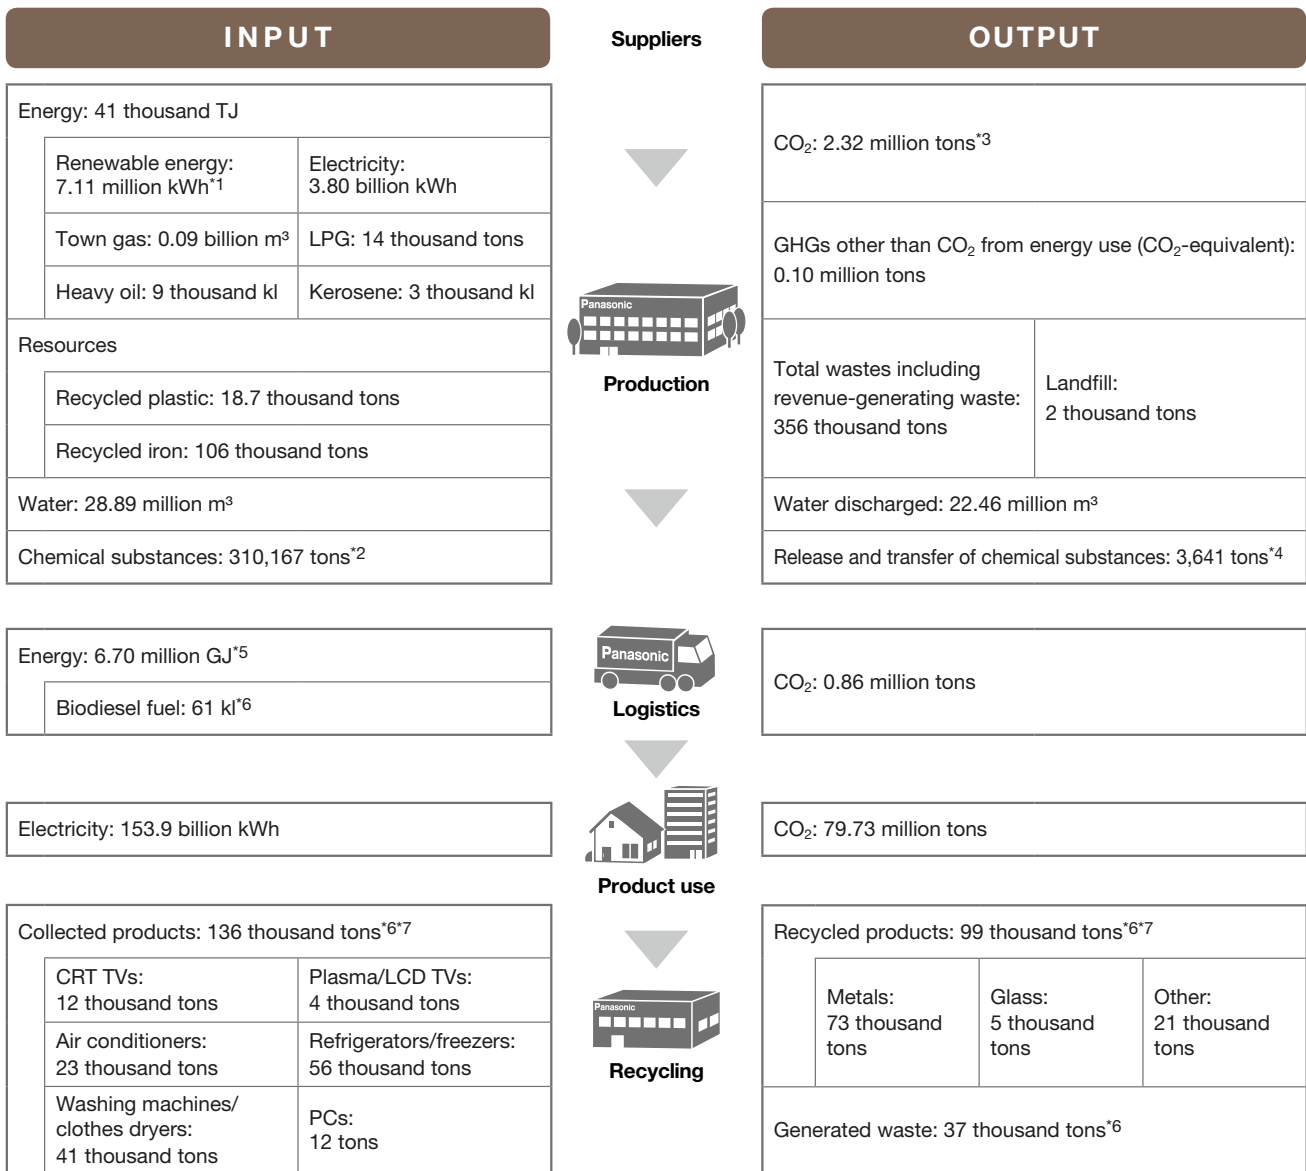 INPUT
Suppliers
OUTPUT
Energy: 41 thousand TJ
Renewable energy:
7.11 million kWh*1
Electricity:
3.80 billion kWh
Town gas: 0.09 billion m³
LPG: 14 thousand tons
Heavy oil: 9 thousand kl
Kerosene: 3 thousand kl
Resources
Recycled plastic: 18.7 thousand tons
Recycled iron: 106 thousand tons
Water: 28.89 million m³
Chemical substances: 310,167 tons*2
Panasonic
Production
CO₂: 2.32 million tons*3
GHGs other than CO₂ from energy use (CO₂-equivalent):
0.10 million tons
Total wastes including
revenue-generating waste:
356 thousand tons
Landfill:
2 thousand tons
Water discharged: 22.46 million m³
Release and transfer of chemical substances: 3,641 tons*4
Energy: 6.70 million GJ*5
Biodiesel fuel: 61 kl*6
Panasonic
Logistics
CO₂: 0.86 million tons
Electricity: 153.9 billion kWh
Product use
CO₂: 79.73 million tons
Collected products: 136 thousand tons*6*7
CRT TVs:
12 thousand tons
Plasma/LCD TVs:
4 thousand tons
Air conditioners:
23 thousand tons
Refrigerators/freezers:
56 thousand tons
Washing machines/
clothes dryers:
41 thousand tons
PCs:
12 tons
Panasonic
Recycling
Recycled products: 99 thousand tons*6*7
Metals:
73 thousand
tons
Glass:
5 thousand
tons
Other:
21 thousand
tons
Generated waste: 37 thousand tons*6